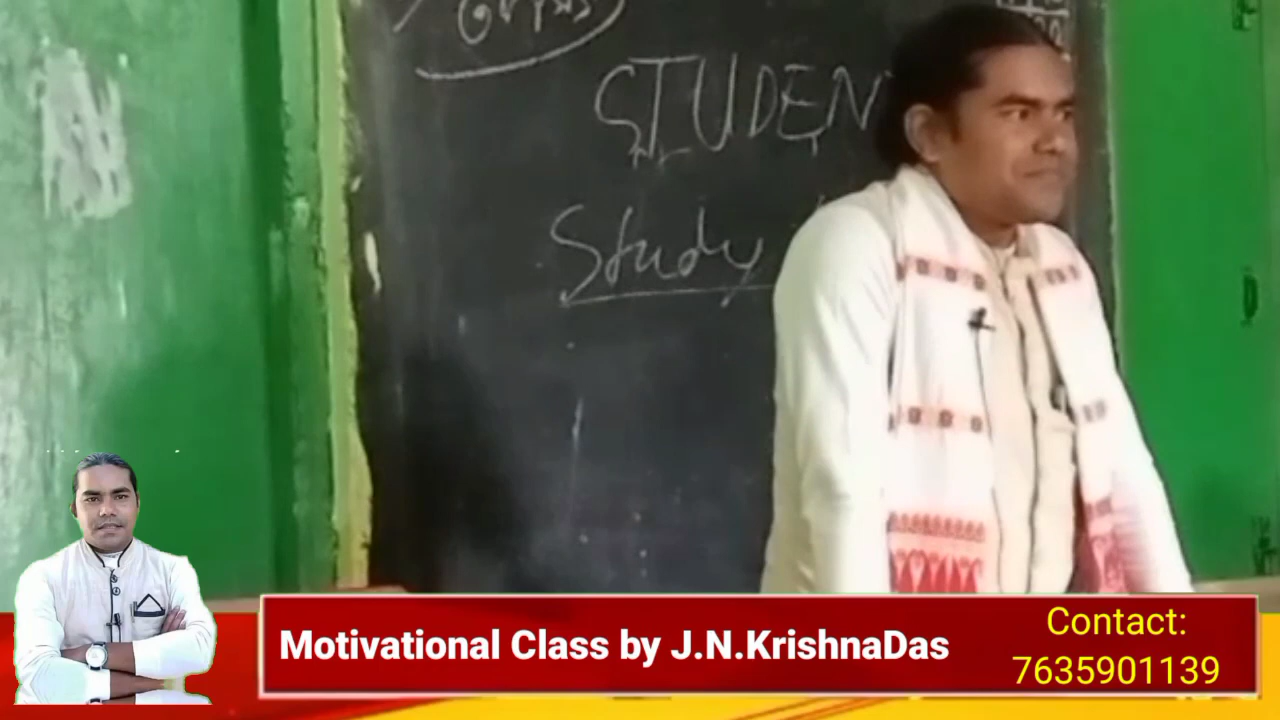 STUDEN
Study
Motivational Class by J.N.KrishnaDas
Contact:
7635901139